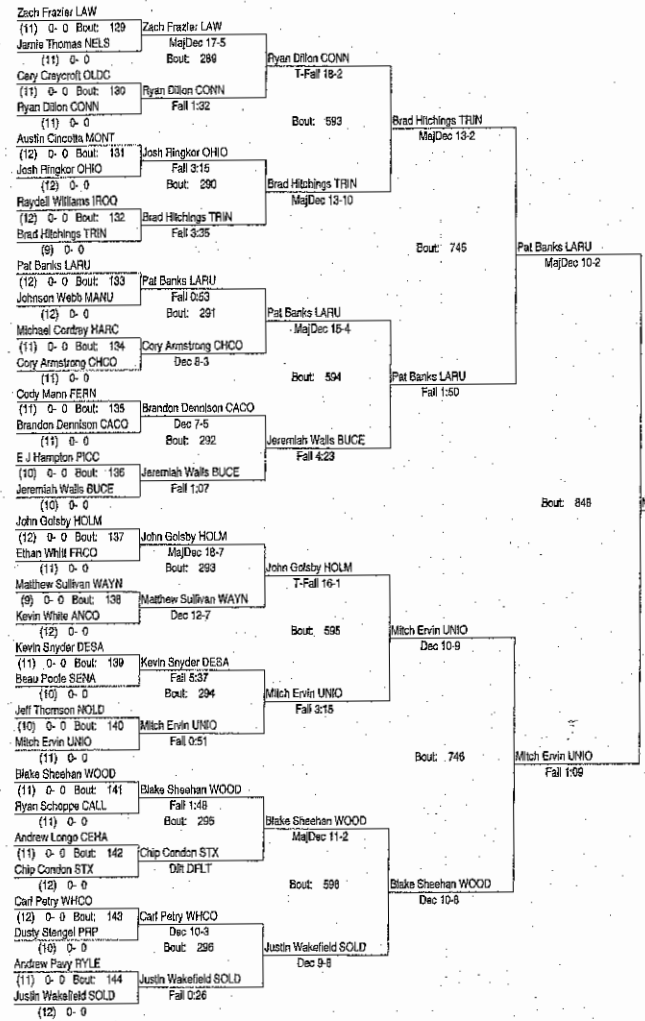 Zach Frazier LAW
(11) 0- 0 Bout: 129
Jamie Thomas NELS
(11) 0- 0
Cary Craycroft OLDC
(11) 0- 0 Bout: 130
Ryan Dillon CONN
(11) 0- 0
Austin Cincotta MONT
(12) 0- 0 Bout: 131
Josh Ringkor OHIO
(12) 0- 0
Raydell Williams IROQ
(12) 0- 0 Bout: 132
Brad Hitchings TRIN
(9) 0- 0
Pat Banks LARU
(12) 0- 0 Bout: 133
Johnson Webb MANU
(12) 0- 0
Michael Cordray HARC
(11) 0- 0 Bout: 134
Cory Armstrong CHCO
(11) 0- 0
Cody Mann FERN
(11) 0- 0 Bout: 135
Brandon Dennison CACO
(11) 0- 0
E J Hampton PICC
(10) 0- 0 Bout: 136
Jeremiah Walls BUCE
(10) 0- 0
John Golsby HOLM
(12) 0- 0 Bout: 137
Ethan Whitt FRCO
(11) 0- 0
Matthew Sullivan WAYN
(9) 0- 0 Bout: 138
Kevin White ANCO
(12) 0- 0
Kevin Snyder DESA
(11) 0- 0 Bout: 139
Beau Poole SENA
(10) 0- 0
Jeff Thomson NOLD
(10) 0- 0 Bout: 140
Mitch Ervin UNIO
(11) 0- 0
Blake Sheehan WOOD
(11) 0- 0 Bout: 141
Ryan Schoppe CALL
(11) 0- 0
Andrew Longo CEHA
(11) 0- 0 Bout: 142
Chip Condon STX
(12) 0- 0
Carl Petry WHCO
(12) 0- 0 Bout: 143
Dusty Stengel PRP
(10) 0- 0
Andrew Pavy RYLE
(11) 0- 0 Bout: 144
Justin Wakefield SOLD
(12) 0- 0
Zach Frazier LAW
MajDec 17-5
Bout: 289
Ryan Dillon CONN
Fall 1:32
Josh Ringkor OHIO
Fall 3:15
Bout: 290
Brad Hitchings TRIN
Fall 3:35
Pat Banks LARU
Fall 0:53
Bout: 291
Cory Armstrong CHCO
Dec 8-3
Brandon Dennison CACO
Dec 7-5
Bout: 292
Jeremiah Walls BUCE
Fall 1:07
John Golsby HOLM
MajDec 18-7
Bout: 293
Matthew Sullivan WAYN
Dec 12-7
Kevin Snyder DESA
Fall 5:37
Bout: 294
Mitch Ervin UNIO
Fall 0:51
Blake Sheehan WOOD
Fall 1:48
Bout: 295
Chip Condon STX
Dflt DFLT
Carl Petry WHCO
Dec 10-3
Bout: 296
Justin Wakefield SOLD
Fall 0:26
Ryan Dillon CONN
T-Fall 18-2
Bout: 593
Brad Hitchings TRIN
MajDec 13-10
Pat Banks LARU
MajDec 15-4
Bout: 594
Jeremiah Walls BUCE
Fall 4:23
John Golsby HOLM
T-Fall 16-1
Bout: 595
Mitch Ervin UNIO
Fall 3:15
Blake Sheehan WOOD
MajDec 11-2
Bout: 596
Justin Wakefield SOLD
Dec 9-8
Brad Hitchings TRIN
MajDec 13-2
Bout: 745
Pat Banks LARU
Fall 1:50
Mitch Ervin UNIO
Dec 10-9
Bout: 746
Blake Sheehan WOOD
Dec 10-8
Pat Banks LARU
MajDec 10-2
Bout: 848
Mitch Ervin UNIO
Fall 1:09